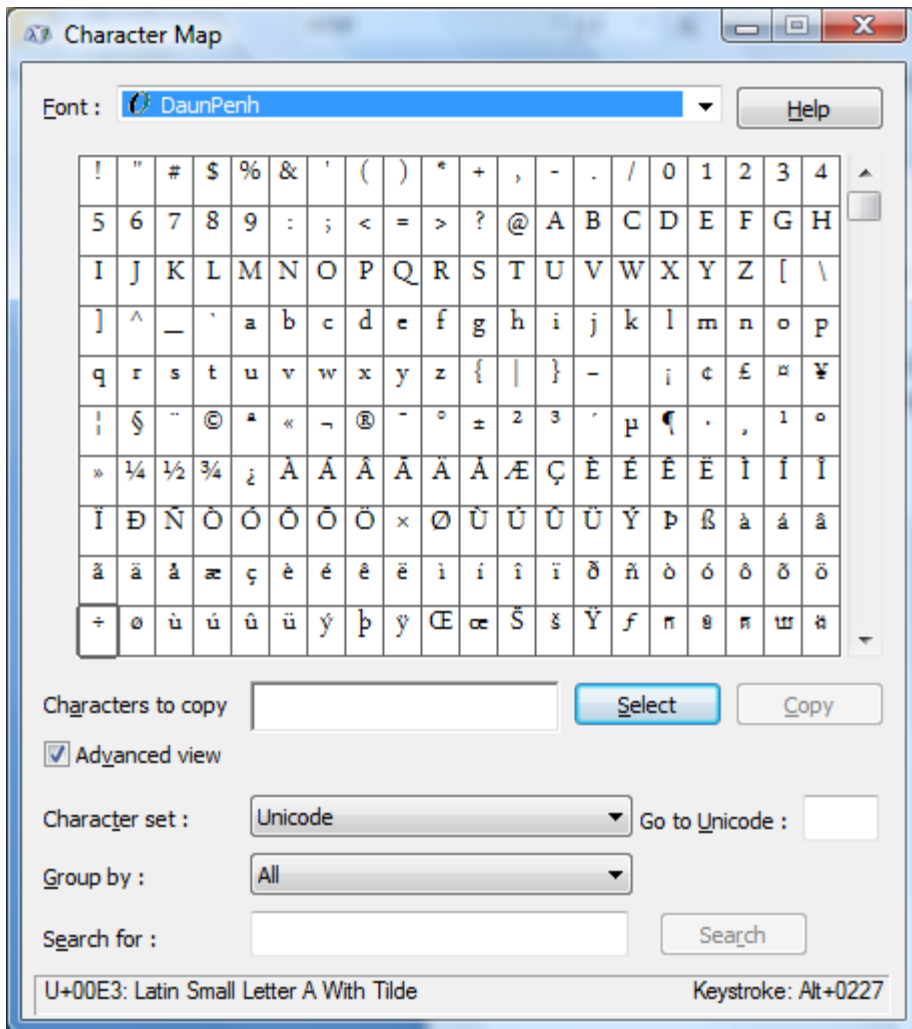 Character Map
Font : DaunPenh Help
! " # $ % & ' ( ) * + , - . / 0 1 2 3 4
5 6 7 8 9 : ; < = > ? @ A B C D E F G H
I J K L M N O P Q R S T U V W X Y Z [ \
] ^ _ ` a b c d e f g h i j k l m n o p
q r s t u v w x y z { | } ~ ¡ ¢ £ ¤ ¥
¦ § ¨ © ª « ¬ ® ¯ ° ± ² ³ ´ µ ¶ · ¸ ¹ º
» ¼ ½ ¾ ¿ À Á Â Ã Ä Å Æ Ç È É Ê Ë Ì Í Î
Ï Ð Ñ Ò Ó Ô Õ Ö × Ø Ù Ú Û Ü Ý Þ ß à á â
ã ä å æ ç è é ê ë ì í î ï ð ñ ò ó ô õ ö
÷ ø ù ú û ü ý þ ÿ Œ œ Š š Ÿ ƒ
Characters to copy Select Copy
Advanced view
Character set : Unicode Go to Unicode :
Group by : All
Search for : Search
U+00E3: Latin Small Letter A With Tilde Keystroke: Alt+0227